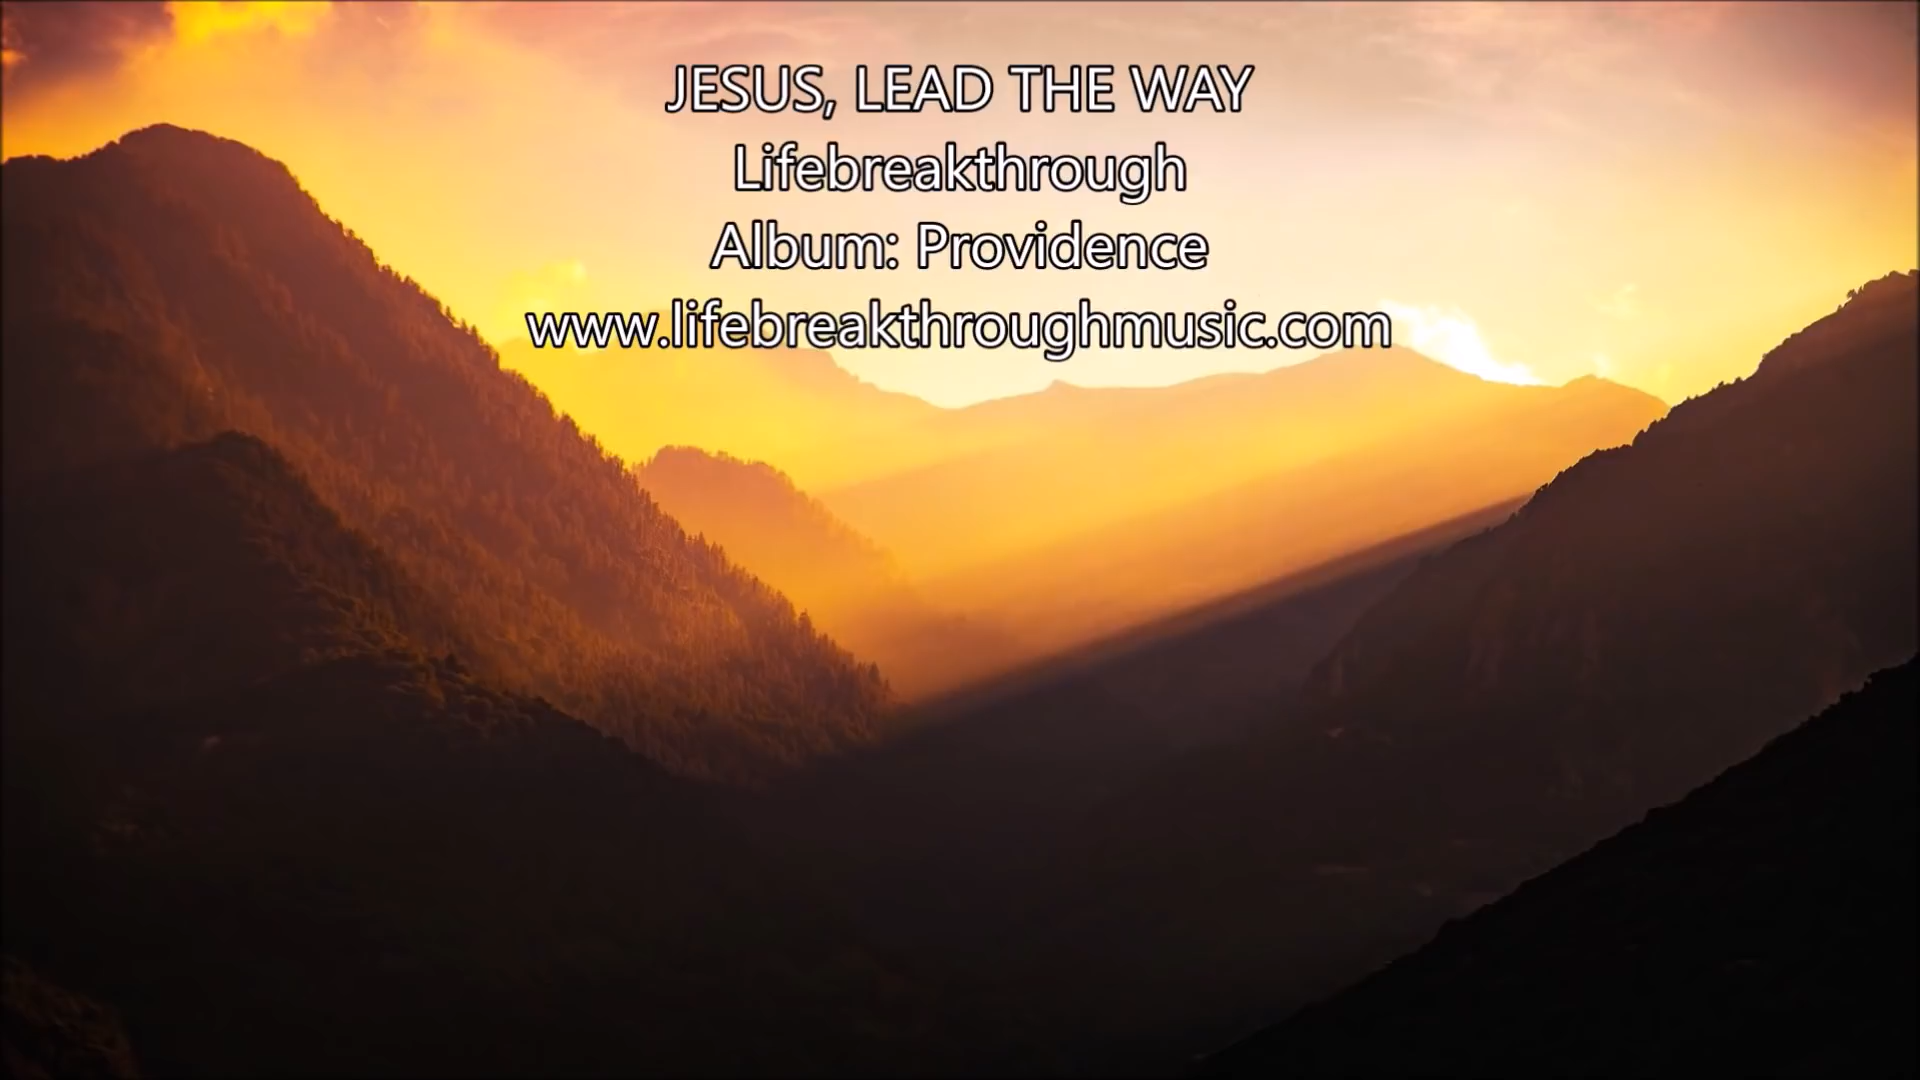 JESUS, LEAD THE WAY
Lifebreakthrough
Album: Providence
www.lifebreakthroughmusic.com